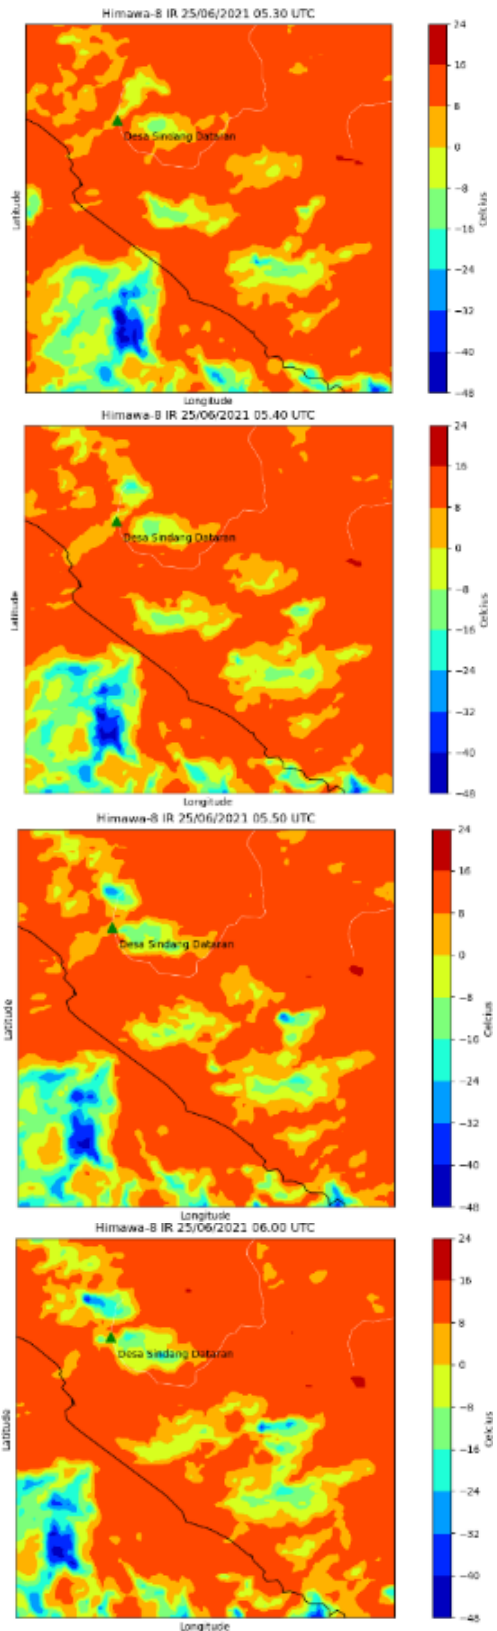 Himawa-8 IR 25/06/2021 05.30 UTC
24
16
8
0
−8
−16
−24
−32
−40
−48
Celcius
Latitude
Desa Sindang Dataran
Longitude
Himawa-8 IR 25/06/2021 05.40 UTC
24
16
8
0
−8
−16
−24
−32
−40
−48
Celcius
Latitude
Desa Sindang Dataran
Longitude
Himawa-8 IR 25/06/2021 05.50 UTC
24
16
8
0
−8
−16
−24
−32
−40
−48
Celcius
Latitude
Desa Sindang Dataran
Longitude
Himawa-8 IR 25/06/2021 06.00 UTC
24
16
8
0
−8
−16
−24
−32
−40
−48
Celcius
Latitude
Desa Sindang Dataran
Longitude